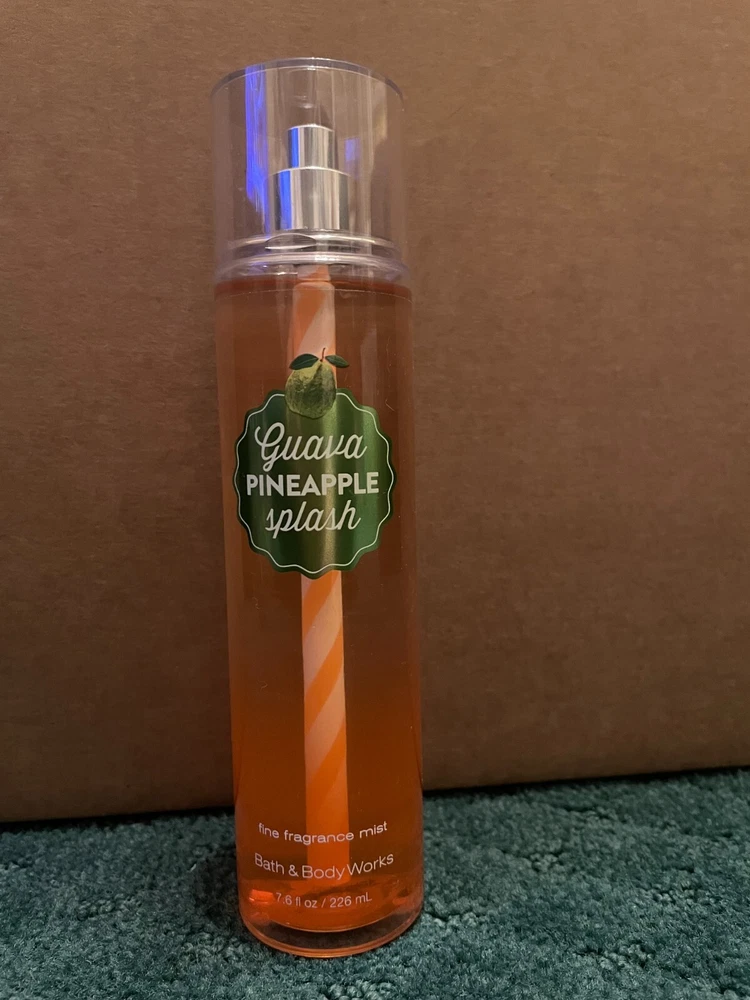 Guava
PINEAPPLE
splash
fine fragrance mist
Bath & Body Works
7.6 fl oz / 226 mL